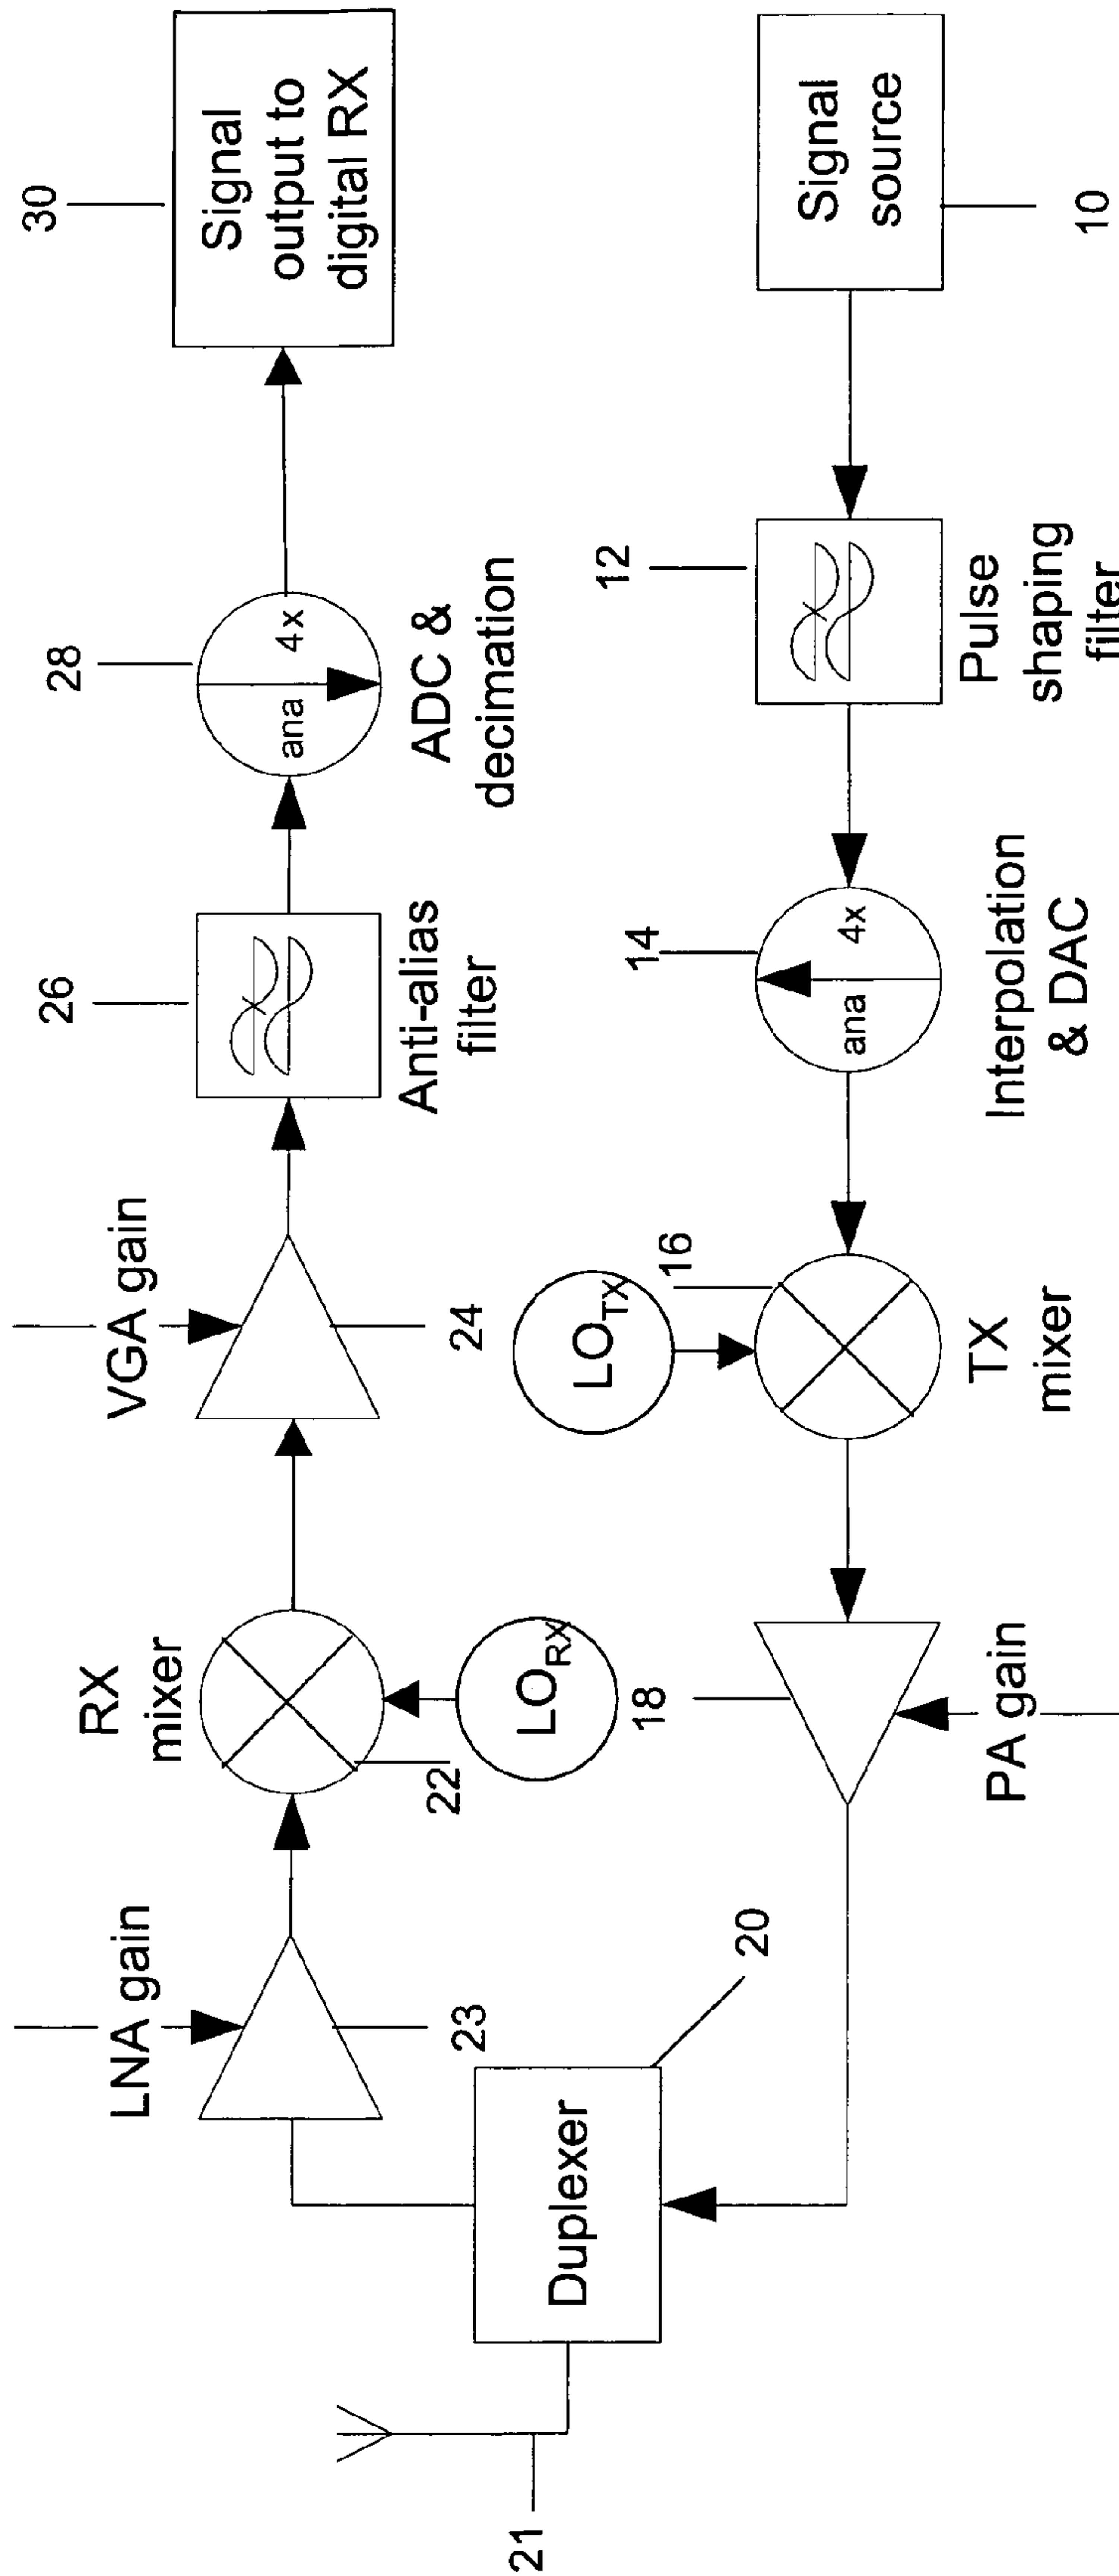 LNA gain
RX
mixer
VGA gain
26
28
30
Anti-alias
filter
ADC &
decimation
ana
4x
Signal
output to
digital RX
23
22
24
LO RX
21
Duplexer
20
18
PA gain
LO TX
16
TX
mixer
14
ana
4x
Interpolation
& DAC
12
Pulse
shaping
filter
Signal
source
10